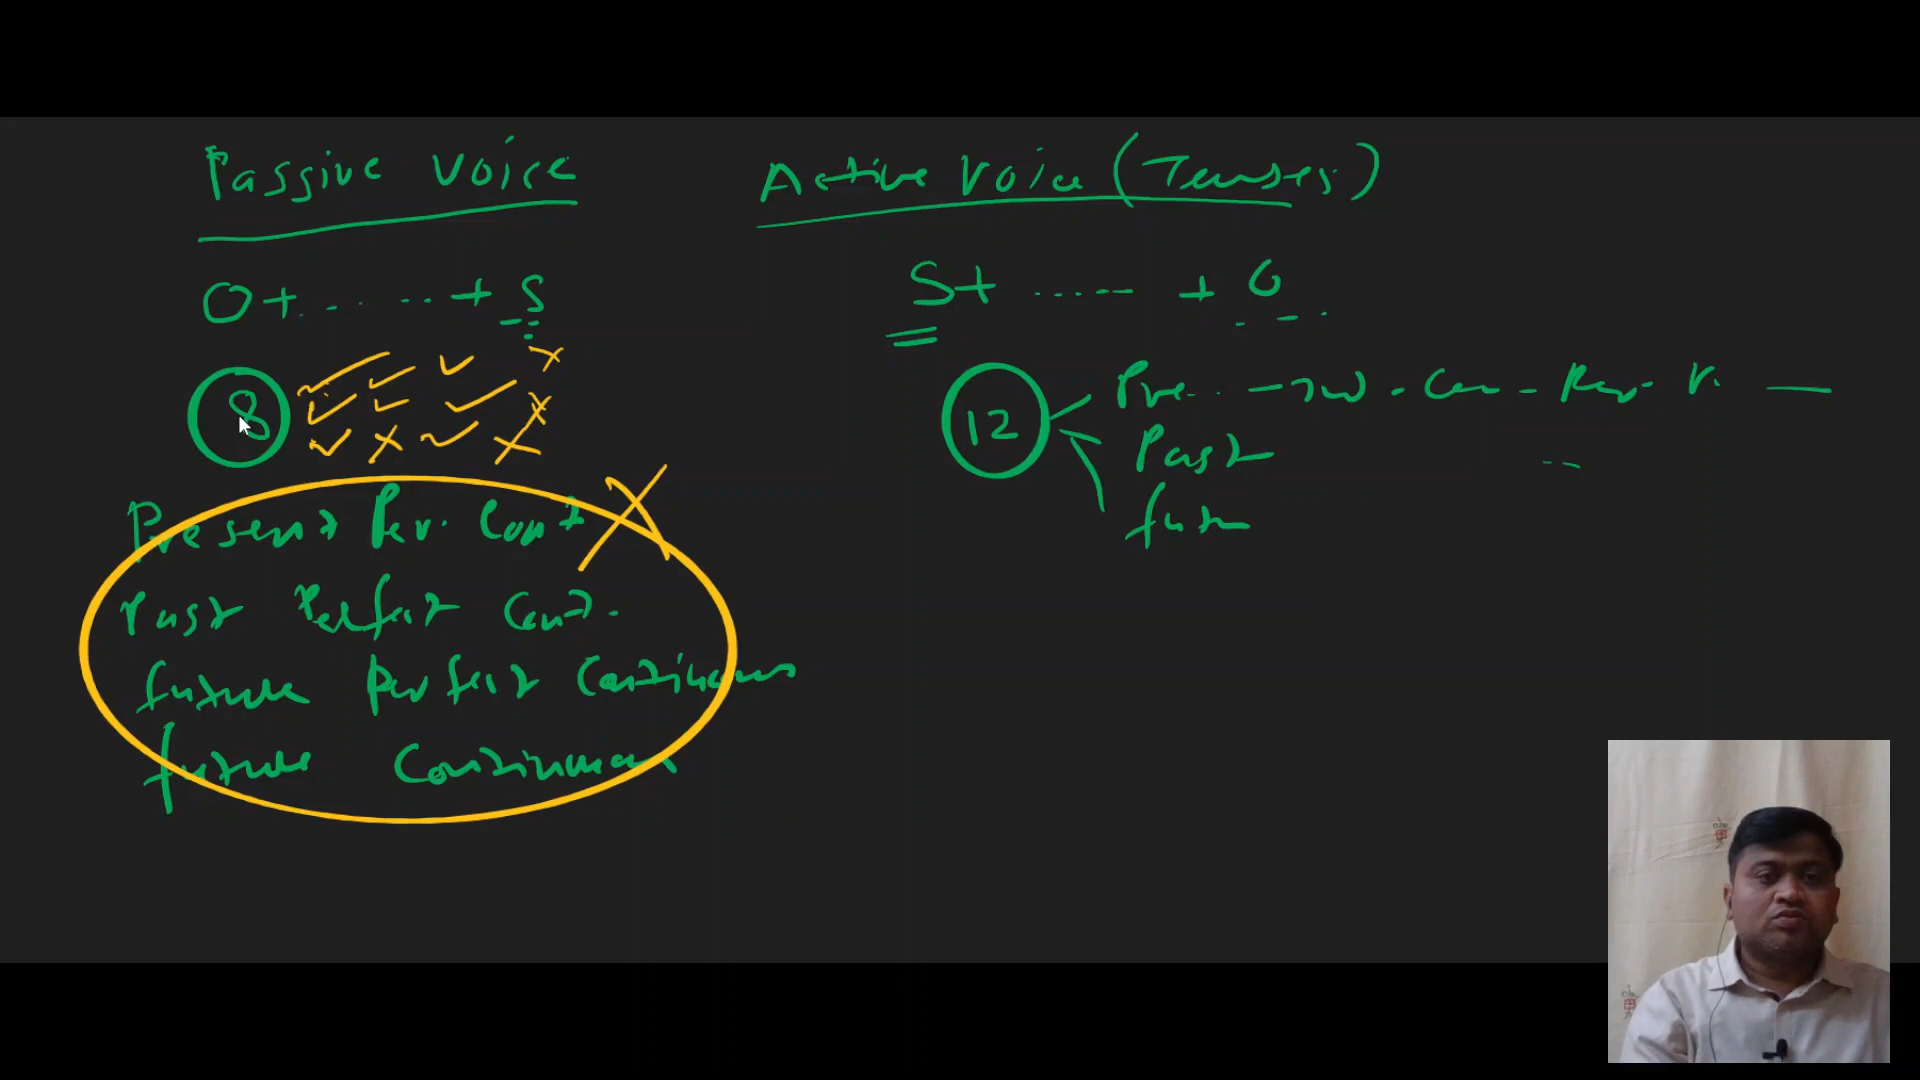 Passive Voice
O + ..... + S
8
Present Per. Cont
Past Perfect Cont.
future Perfect Continuous
future Continuous
Active Voice (Tenses)
S + ..... + O
12
Pre..
Past